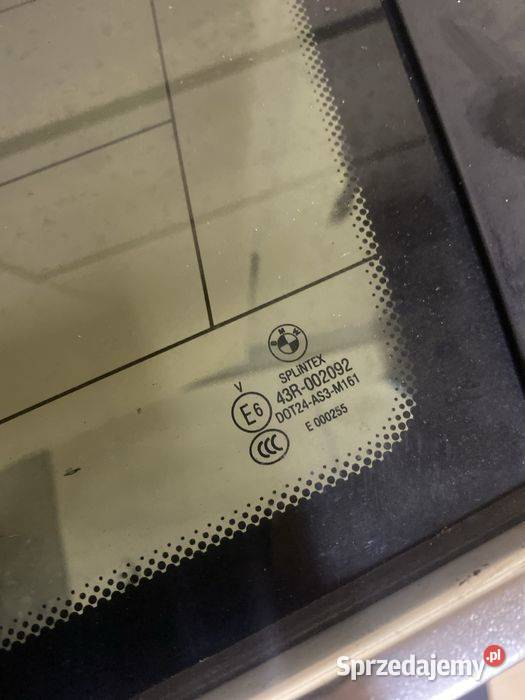 BMW
SPLiNTEX
V
43R-002092
E6
DOT24-AS3-M161
E 000255
CCC
Sprzedajemy.pl